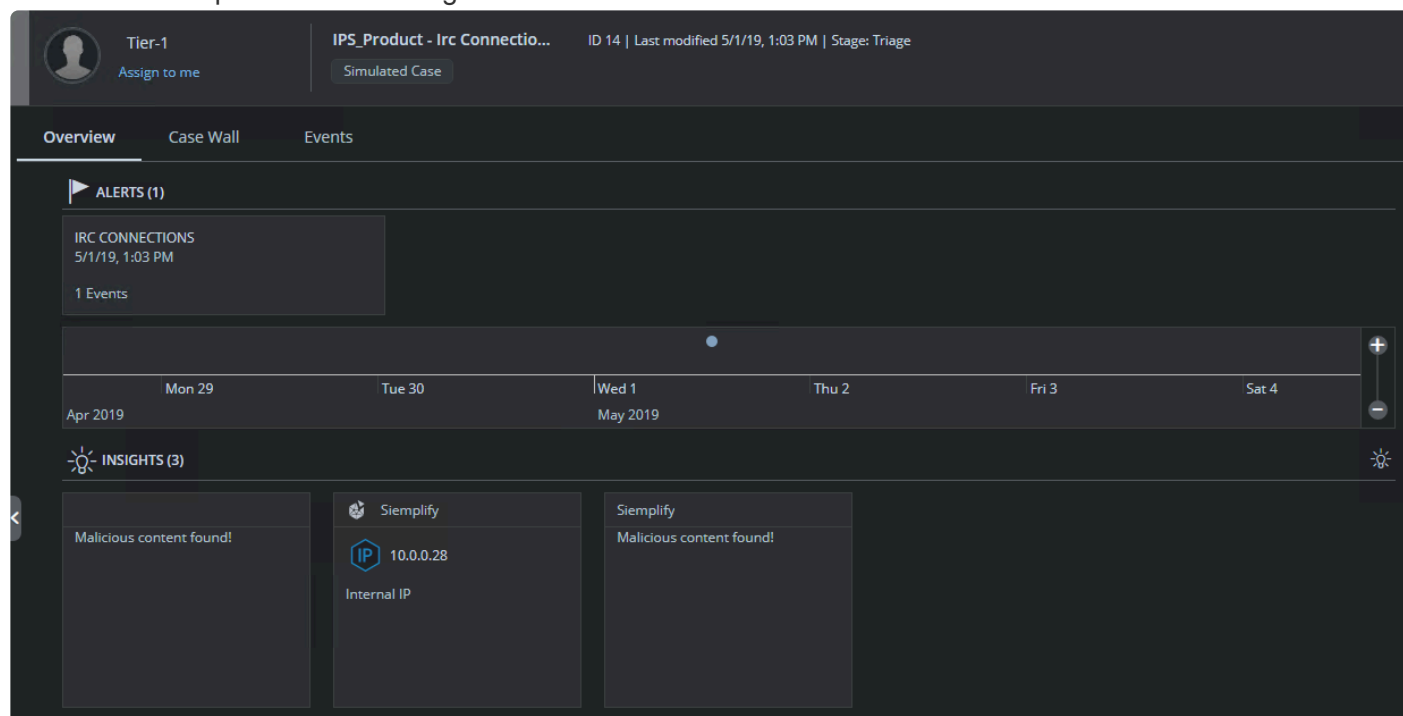 Tier-1
Assign to me
IPS_Product - Irc Connectio...
ID 14 | Last modified 5/1/19, 1:03 PM | Stage: Triage
Simulated Case
Overview
Case Wall
Events
ALERTS (1)
IRC CONNECTIONS
5/1/19, 1:03 PM
1 Events
Mon 29
Tue 30
Wed 1
Thu 2
Fri 3
Sat 4
Apr 2019
May 2019
INSIGHTS (3)
Malicious content found!
Siemplify
IP
10.0.0.28
Internal IP
Siemplify
Malicious content found!